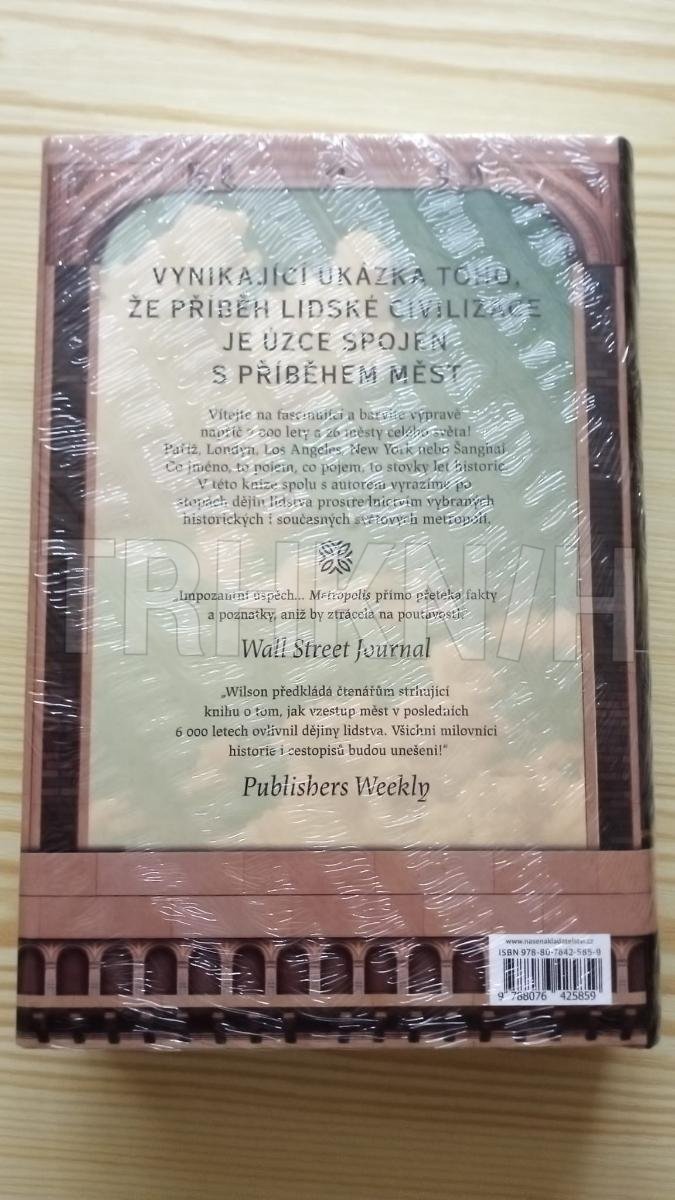 VYNIKAJÍCÍ UKÁZKA TOHO,
ŽE PŘÍBĚH LIDSKÉ CIVILIZACE
JE ÚZCE SPOJEN
S PŘÍBĚHEM MĚST
Vítejte na fascinující a barvité výpravě
napříč 7 000 lety a 26 městy celého světa!
Paříž, Londýn, Los Angeles, New York nebo Šanghai.
Co jméno, to pojem, co pojem, to stovky let historie.
V této knize spolu s autorem vyrazíme po
stopách dějin lidstva prostřednictvím vybraných
historických i současných světových metropolí.
„Impozantní úspěch... Metropolis přímo přetéká fakty
a poznatky, aniž by ztrácela na poutavosti.“
Wall Street Journal
„Wilson předkládá čtenářům strhující
knihu o tom, jak vzestup měst v posledních
6 000 letech ovlivnil dějiny lidstva. Všichni milovníci
historie i cestopisů budou unešeni!“
Publishers Weekly
TRHKNIH
www.nasenakladatelstvi.cz
ISBN 978-80-7642-585-9
9 788076 425859